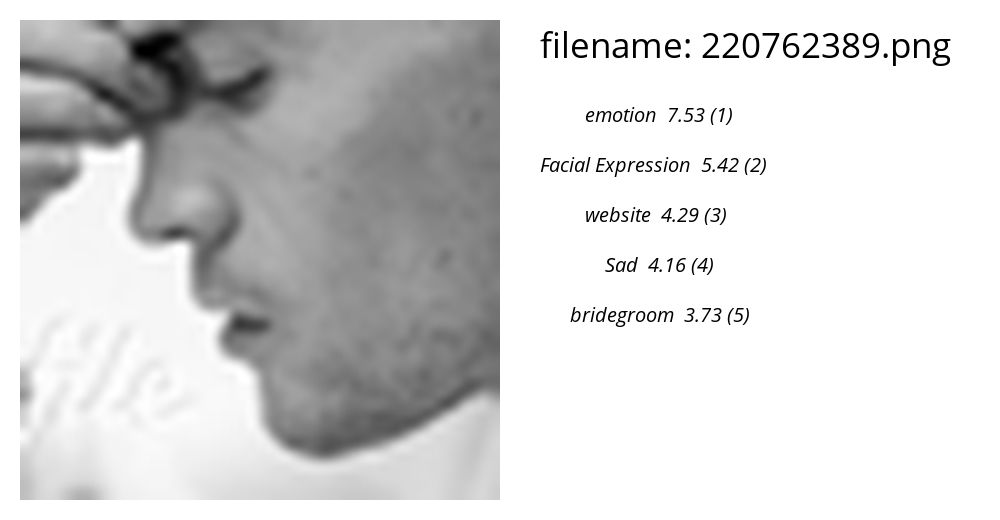 filename: 220762389.png
emotion 7.53 (1)
Facial Expression 5.42 (2)
website 4.29 (3)
Sad 4.16 (4)
bridegroom 3.73 (5)